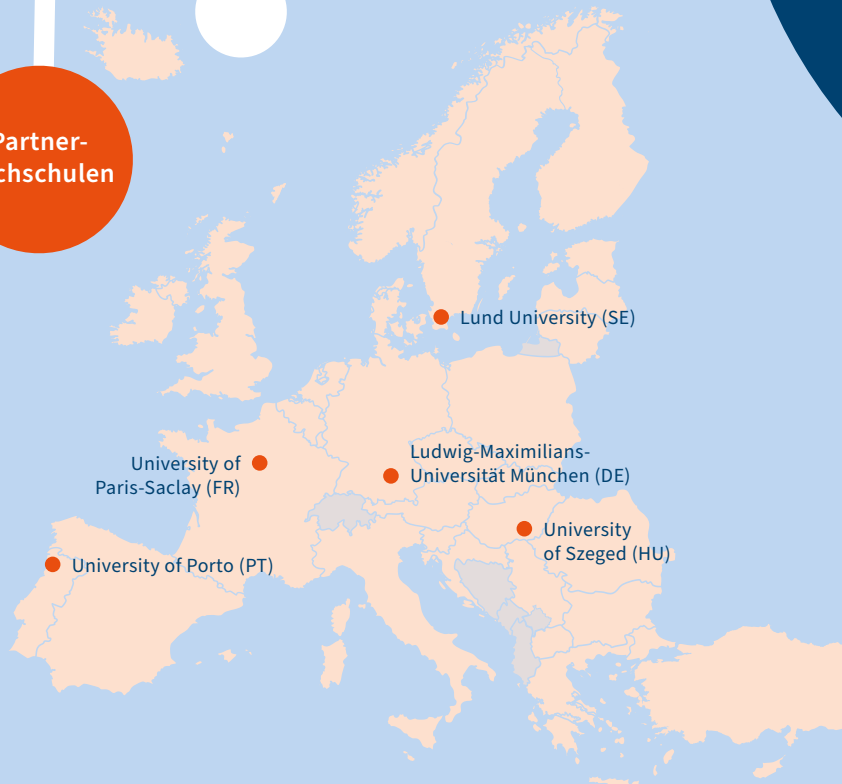 Partner-
chschulen
Lund University (SE)
Ludwig-Maximilians-
Universität München (DE)
University of
Paris-Saclay (FR)
University
of Szeged (HU)
University of Porto (PT)